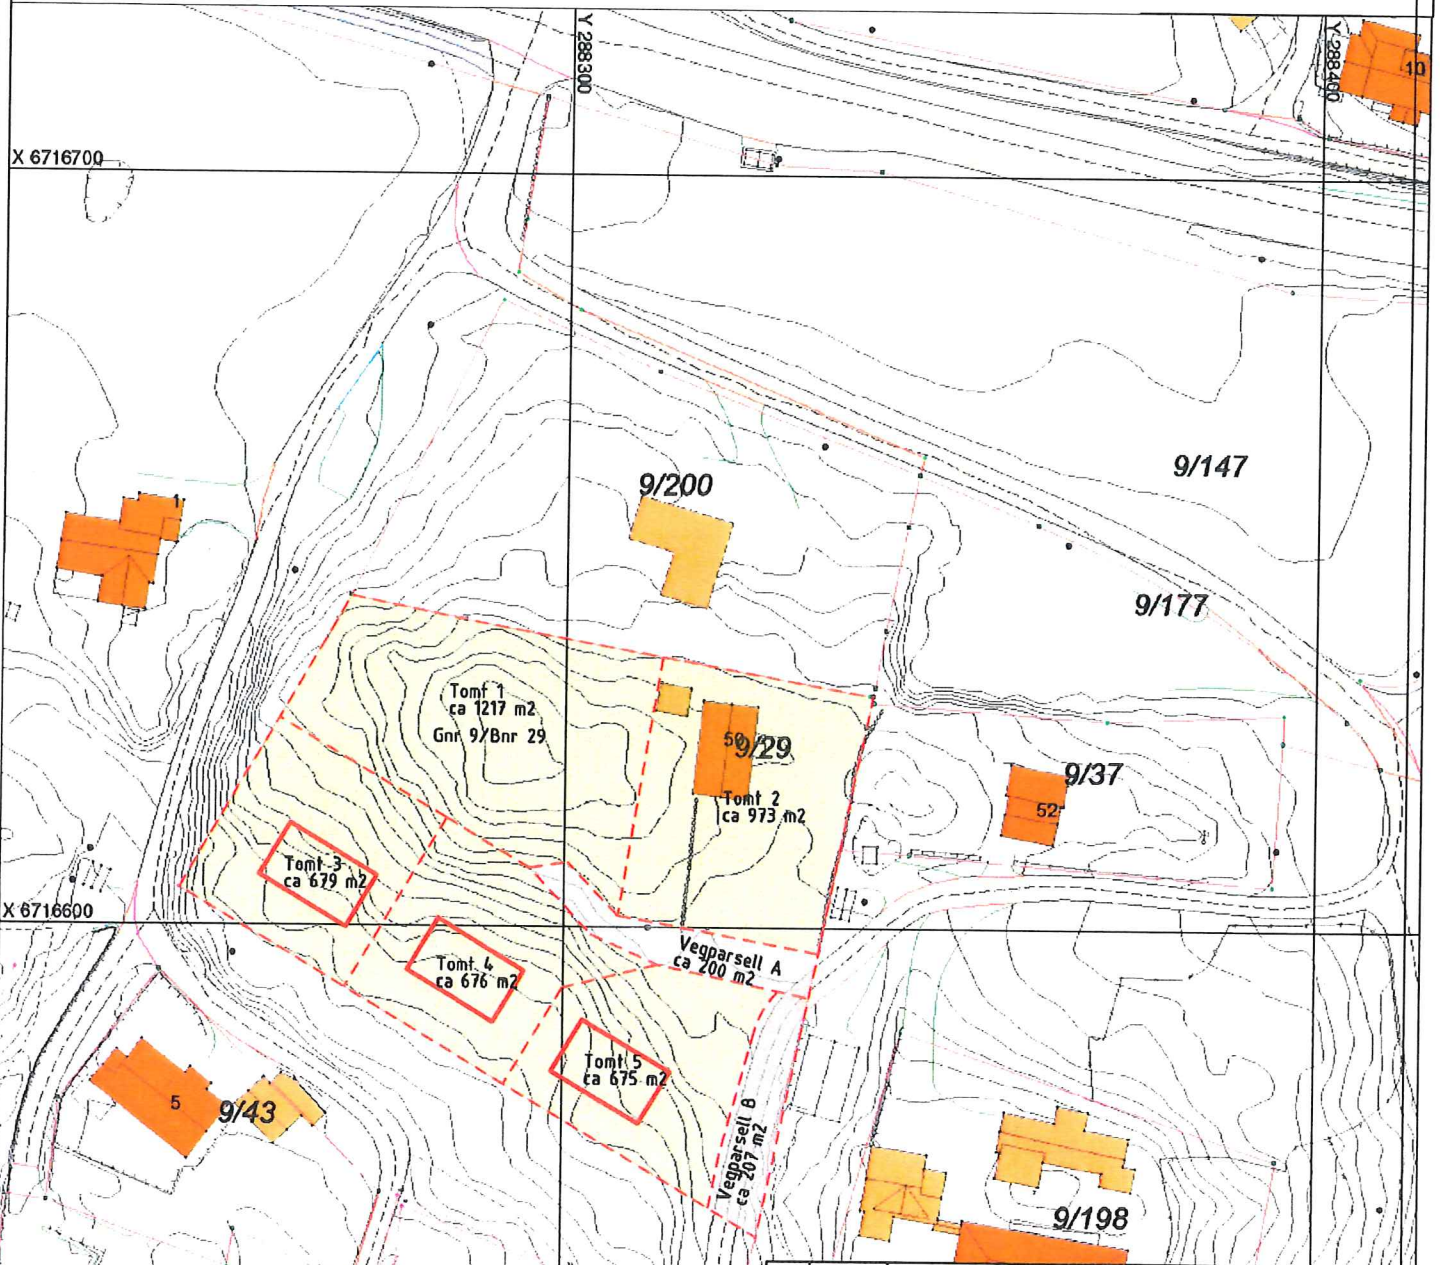 Y 288300
Y 288400
10
X 6716700
9/147
9/200
1
9/177
Tomt 1
ca 1217 m2
Gnr 9/Bnr 29
50
9/29
9/37
52
Tomt 2
ca 973 m2
Tomt 3
ca 679 m2
X 6716600
Vegparsell A
ca 200 m2
Tomt 4
ca 676 m2
Tomt 5
ca 675 m2
5
9/43
Vegparsell B
ca 207 m2
9/198